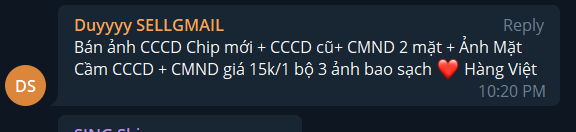 Duyyyy SELLGMAIL
Reply
Bán ảnh CCCD Chip mới + CCCD cũ+ CMND 2 mặt + Ảnh Mặt
Cầm CCCD + CMND giá 15k/1 bộ 3 ảnh bao sạch ❤️ Hàng Việt
DS
10:20 PM